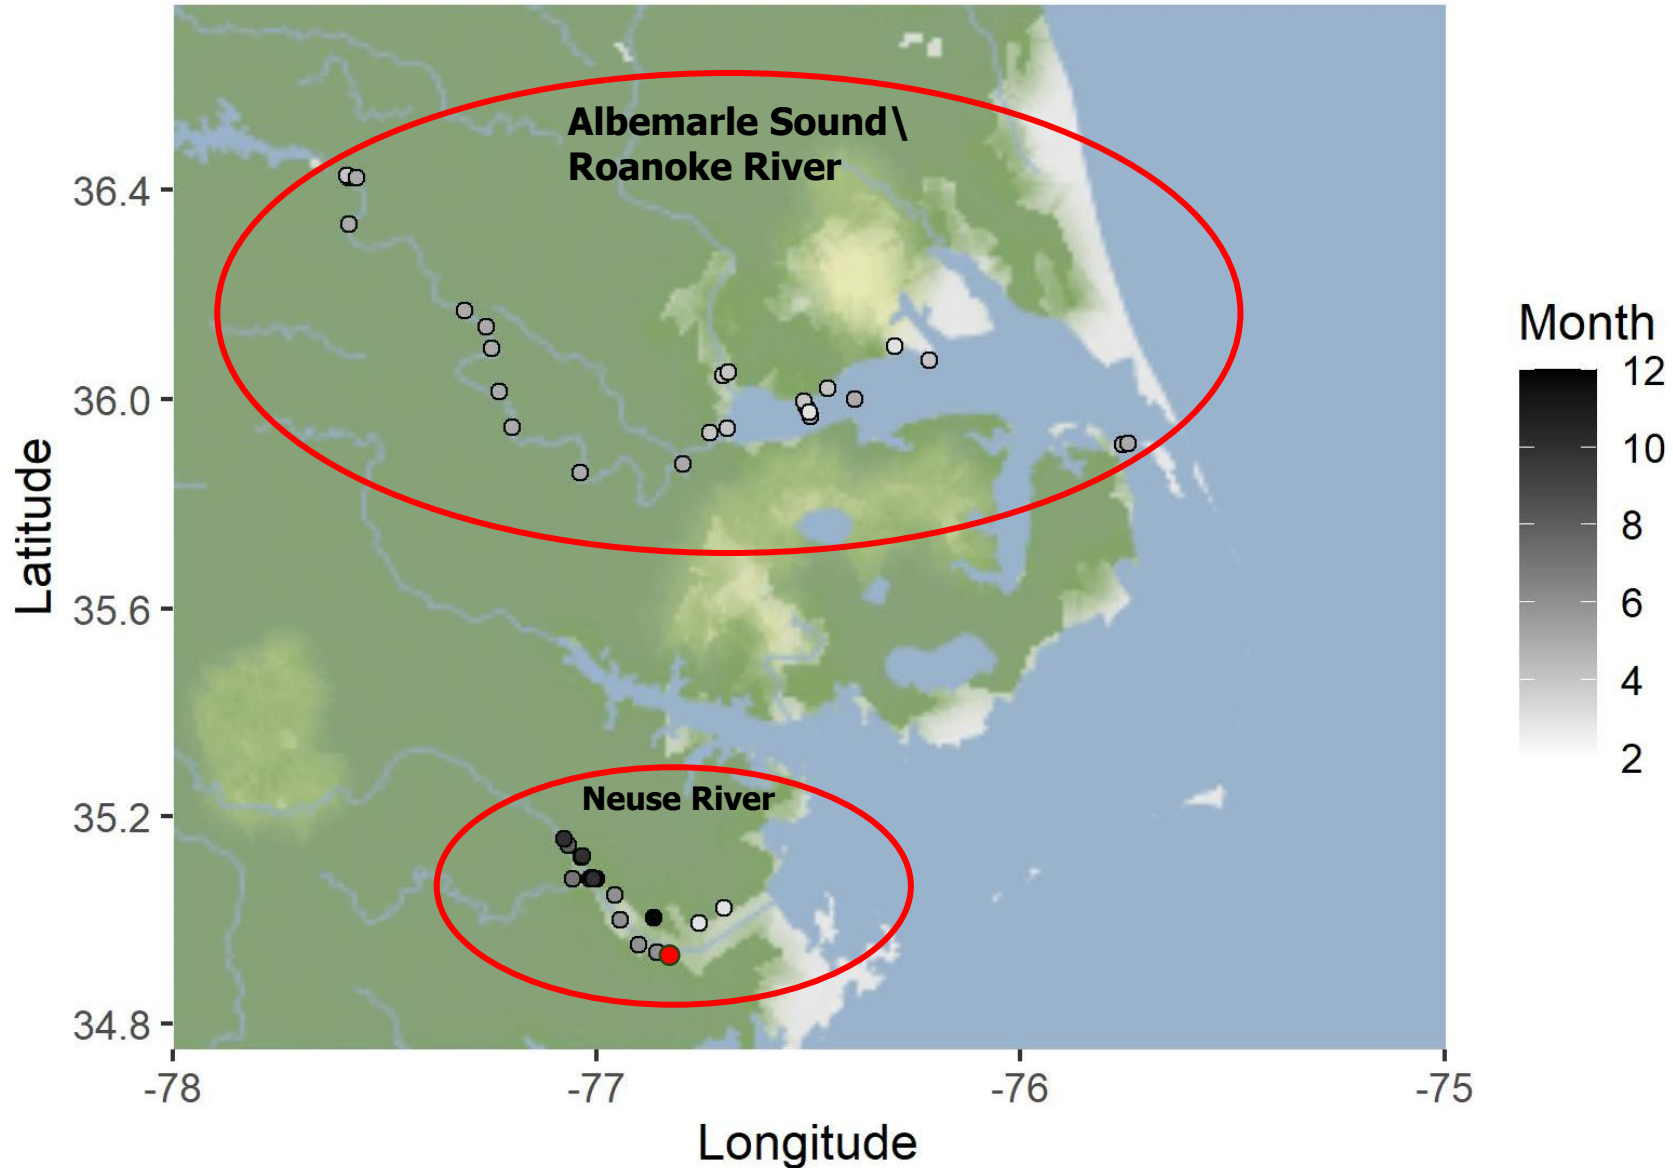 Albemarle Sound\
Roanoke River
Neuse River
36.4
36.0
35.6
35.2
34.8
Latitude
-78
-77
-76
-75
Longitude
Month
12
10
8
6
4
2